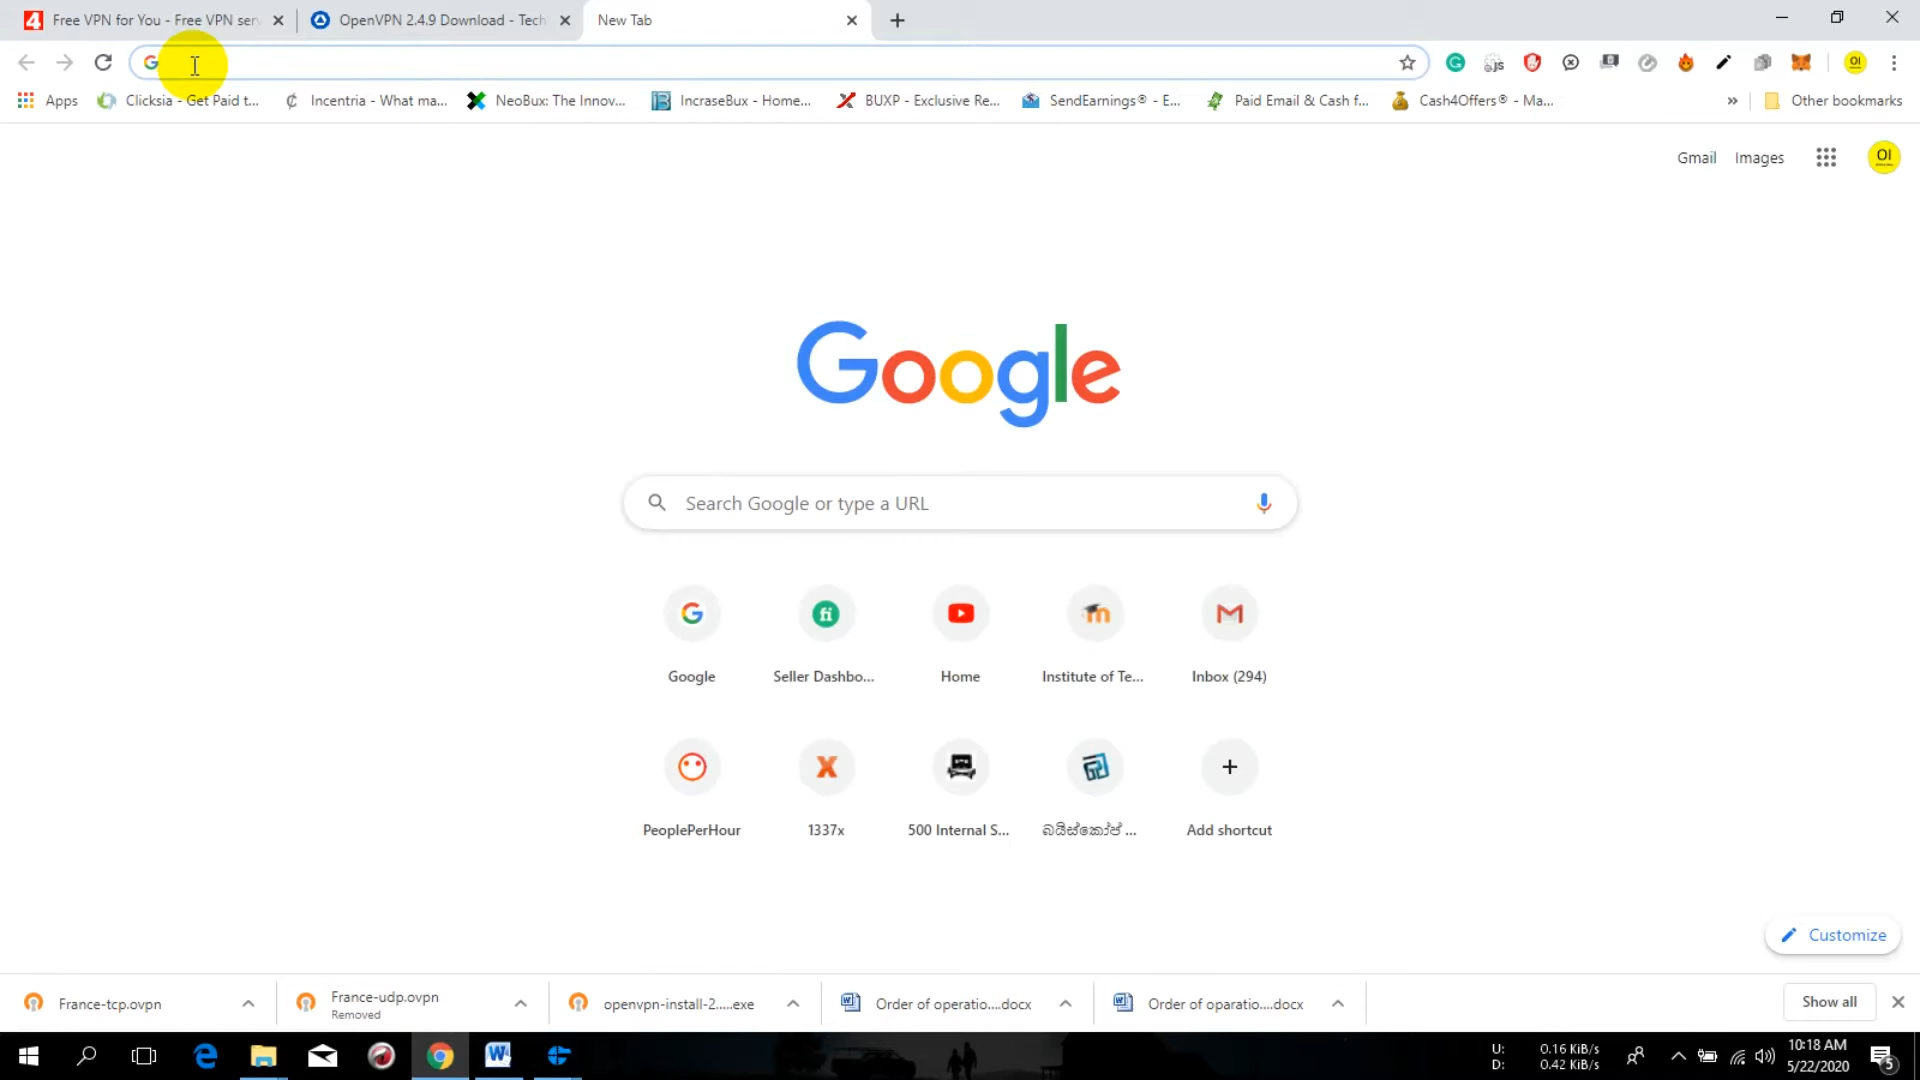 Free VPN for You - Free VPN ser
OpenVPN 2.4.9 Download - Tech
New Tab
Apps
Clicksia - Get Paid t...
Incentria - What ma...
NeoBux: The Innov...
IncraseBux - Home...
BUXP - Exclusive Re...
SendEarnings® - E...
Paid Email & Cash f...
Cash4Offers® - Ma...
»
Other bookmarks
Gmail
Images
OI
Google
Search Google or type a URL
Google
Seller Dashbo...
Home
Institute of Te...
Inbox (294)
PeoplePerHour
1337x
500 Internal S...
බයිස්කෝප් ...
Add shortcut
Customize
France-tcp.ovpn
France-udp.ovpn
Removed
openvpn-install-2.....exe
Order of operatio....docx
Order of oparatio....docx
Show all
U: 0.16 KiB/s
D: 0.42 KiB/s
10:18 AM
5/22/2020
5